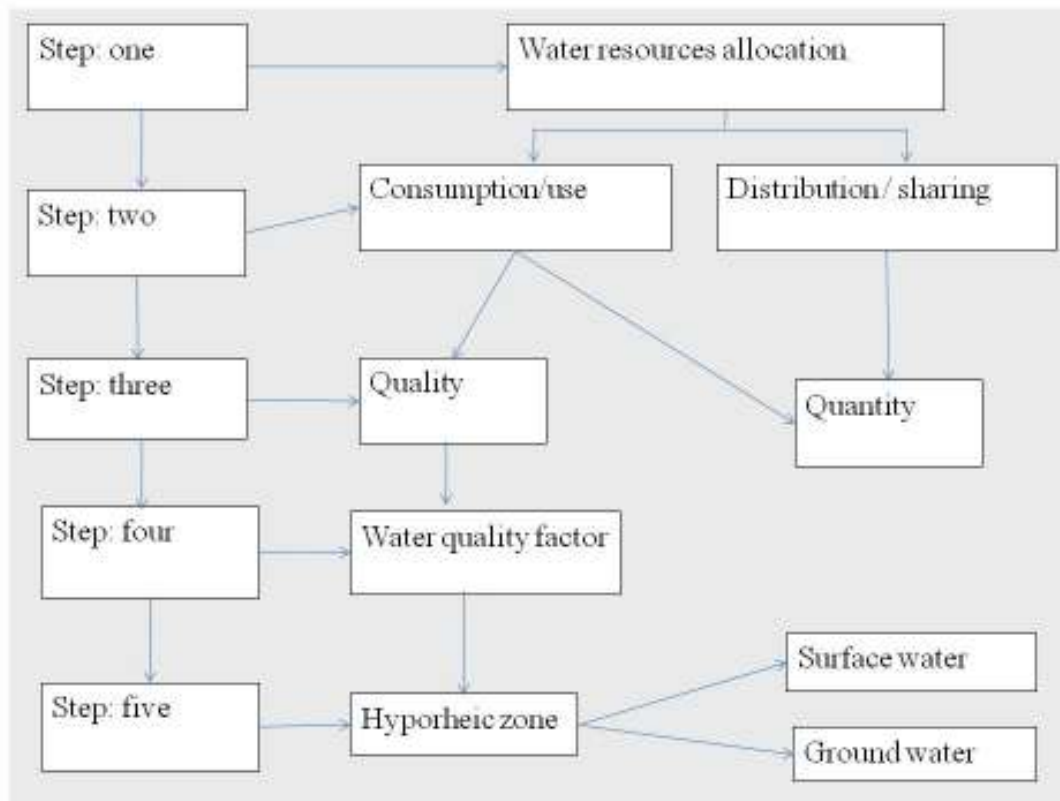 Step: one
Water resources allocation
Step: two
Consumption/use
Distribution / sharing
Step: three
Quality
Quantity
Step: four
Water quality factor
Step: five
Hyporheic zone
Surface water
Ground water